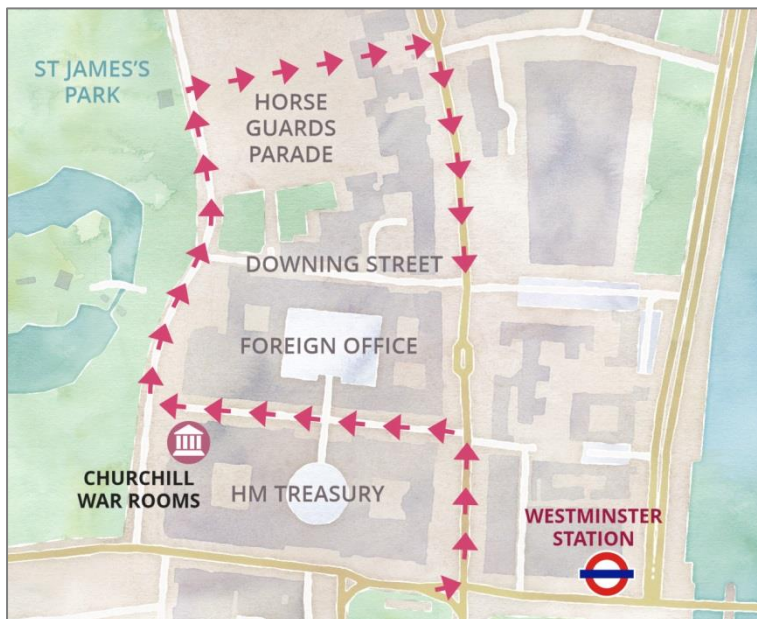 ST JAMES'S
PARK
HORSE
GUARDS
PARADE
DOWNING STREET
FOREIGN OFFICE
CHURCHILL
WAR ROOMS
HM TREASURY
WESTMINSTER
STATION